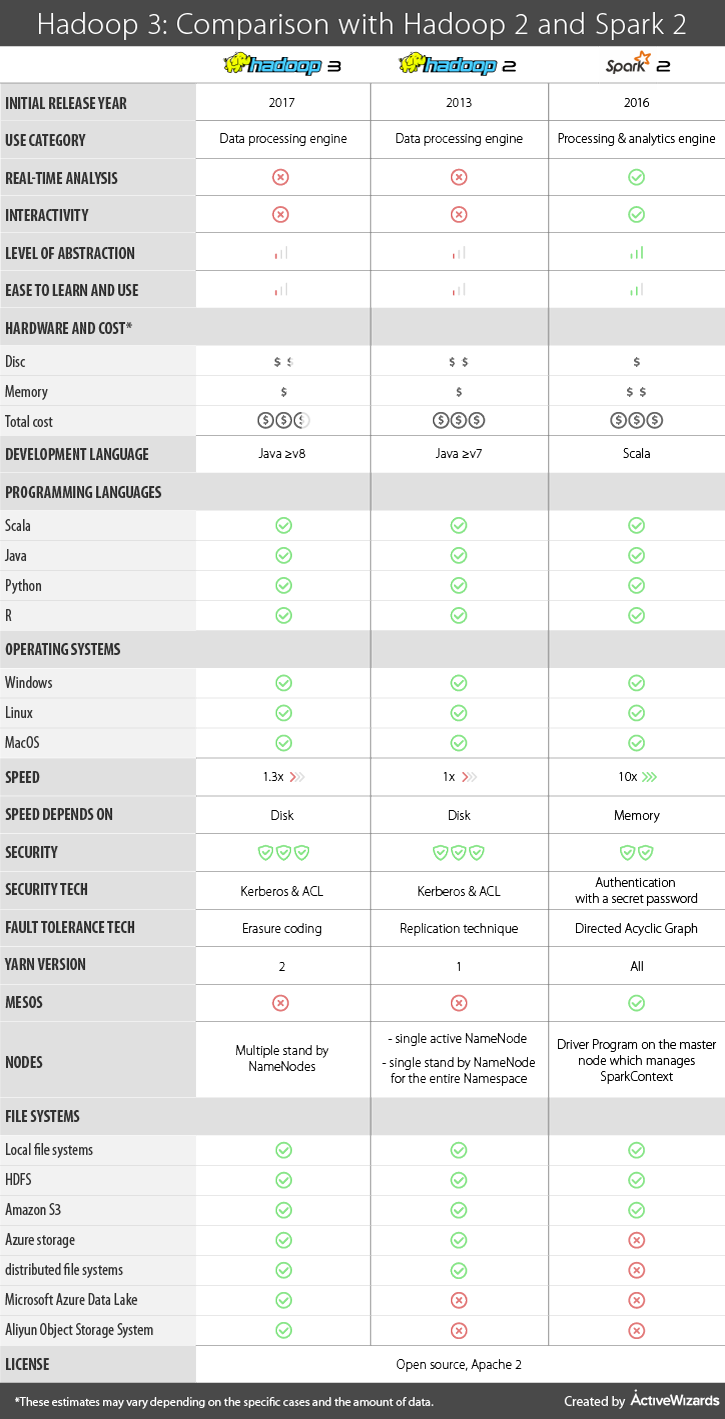 Hadoop 3: Comparison with Hadoop 2 and Spark 2
hadoop 3 hadoop 2 Spark 2
INITIAL RELEASE YEAR 2017 2013 2016
USE CATEGORY Data processing engine Data processing engine Processing & analytics engine
REAL-TIME ANALYSIS
INTERACTIVITY
LEVEL OF ABSTRACTION
EASE TO LEARN AND USE
HARDWARE AND COST*
Disc $ $ $ $ $
Memory $ $ $ $
Total cost $ $ $ $ $ $ $ $ $
DEVELOPMENT LANGUAGE Java ≥v8 Java ≥v7 Scala
PROGRAMMING LANGUAGES
Scala
Java
Python
R
OPERATING SYSTEMS
Windows
Linux
MacOS
SPEED 1.3x 1x 10x
SPEED DEPENDS ON Disk Disk Memory
SECURITY
SECURITY TECH Kerberos & ACL Kerberos & ACL Authentication
with a secret password
FAULT TOLERANCE TECH Erasure coding Replication technique Directed Acyclic Graph
YARN VERSION 2 1 All
MESOS
NODES
Multiple stand by
NameNodes
- single active NameNode
- single stand by NameNode
for the entire Namespace
Driver Program on the master
node which manages
SparkContext
FILE SYSTEMS
Local file systems
HDFS
Amazon S3
Azure storage
distributed file systems
Microsoft Azure Data Lake
Aliyun Object Storage System
LICENSE Open source, Apache 2
*These estimates may vary depending on the specific cases and the amount of data. Created by ActiveWizards